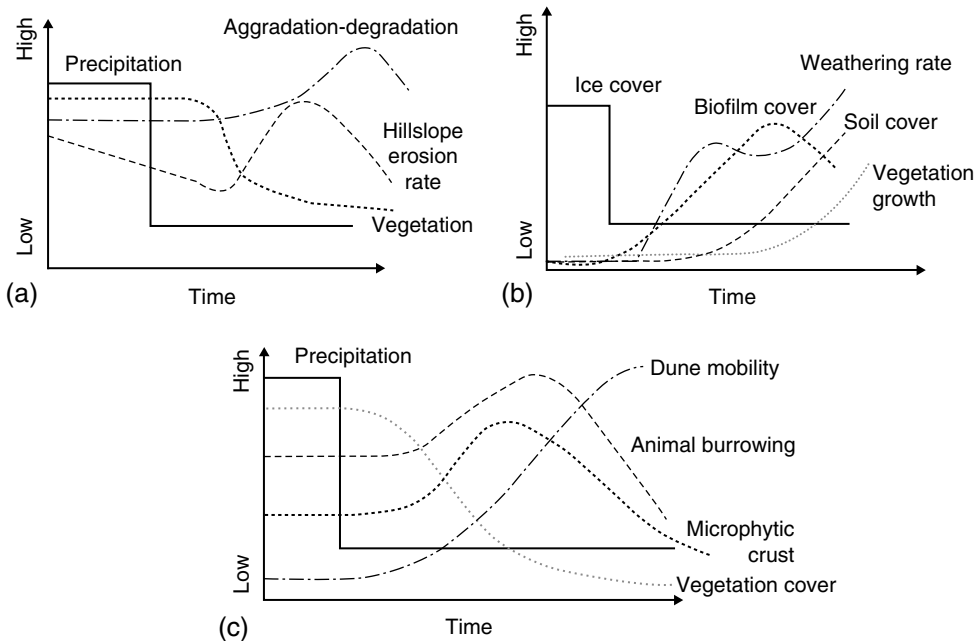 High
Low
Aggradation-degradation
Precipitation
Hillslope
erosion
rate
Vegetation
(a)
Time
High
Low
Ice cover
Biofilm cover
Weathering rate
Soil cover
Vegetation
growth
(b)
Time
High
Low
Precipitation
Dune mobility
Animal burrowing
Microphytic
crust
Vegetation cover
(c)
Time